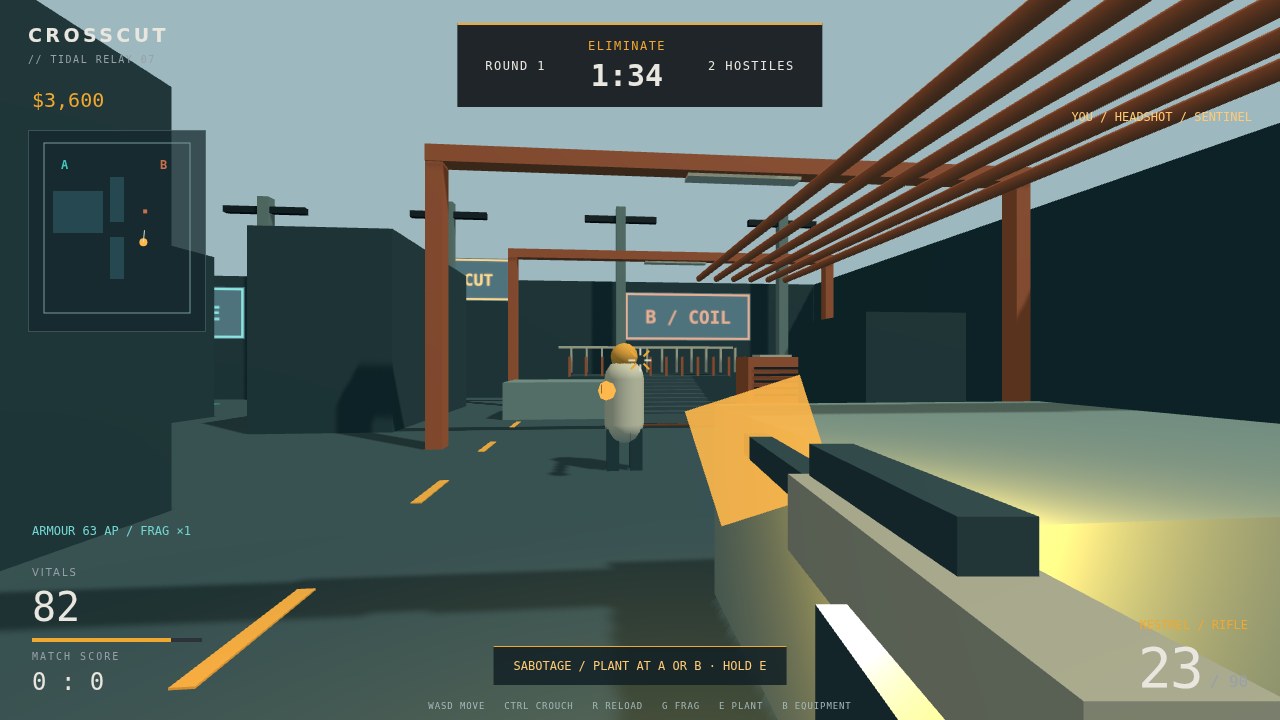 CROSSCUT
// TIDAL RELAY 07
$3,600
A B
ELIMINATE
ROUND 1 1:34 2 HOSTILES
YOU / HEADSHOT / SENTINEL
CUT
E
B / COIL
ARMOUR 63 AP / FRAG ×1
VITALS
82
MATCH SCORE
0 : 0
SABOTAGE / PLANT AT A OR B · HOLD E
WASD MOVE CTRL CROUCH R RELOAD G FRAG E PLANT B EQUIPMENT
/ RIFLE
23 / 90